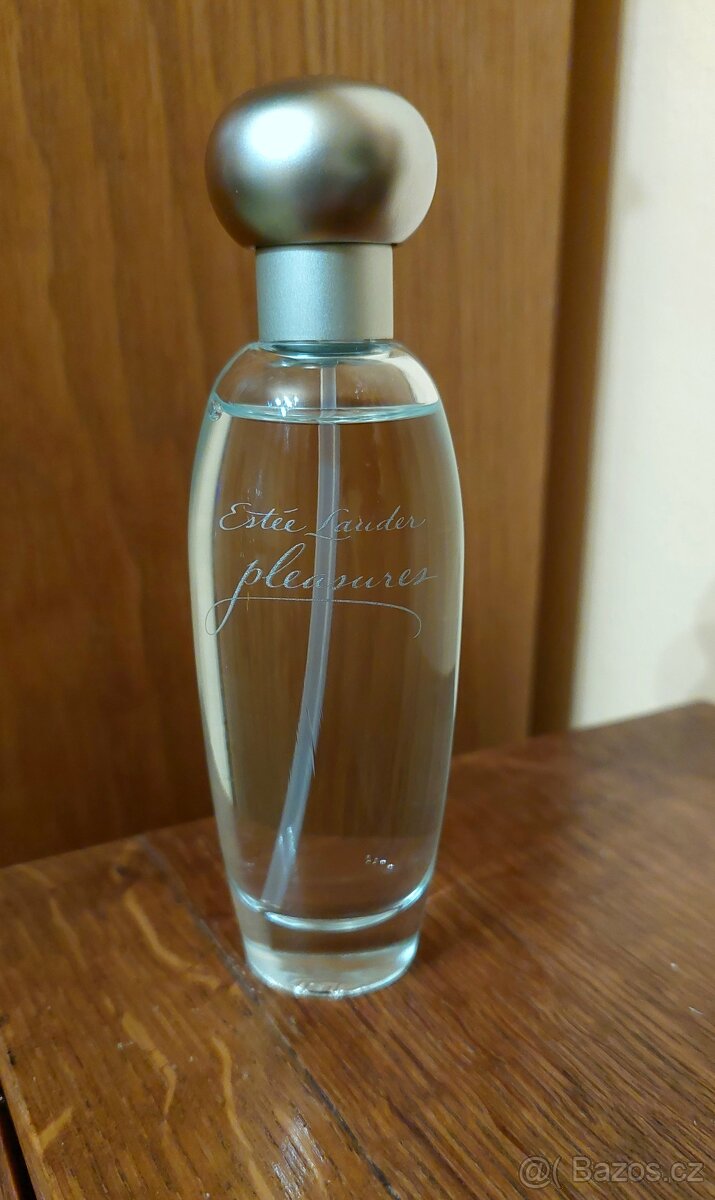 Estée Lauder
pleasures
@( Bazos.cz